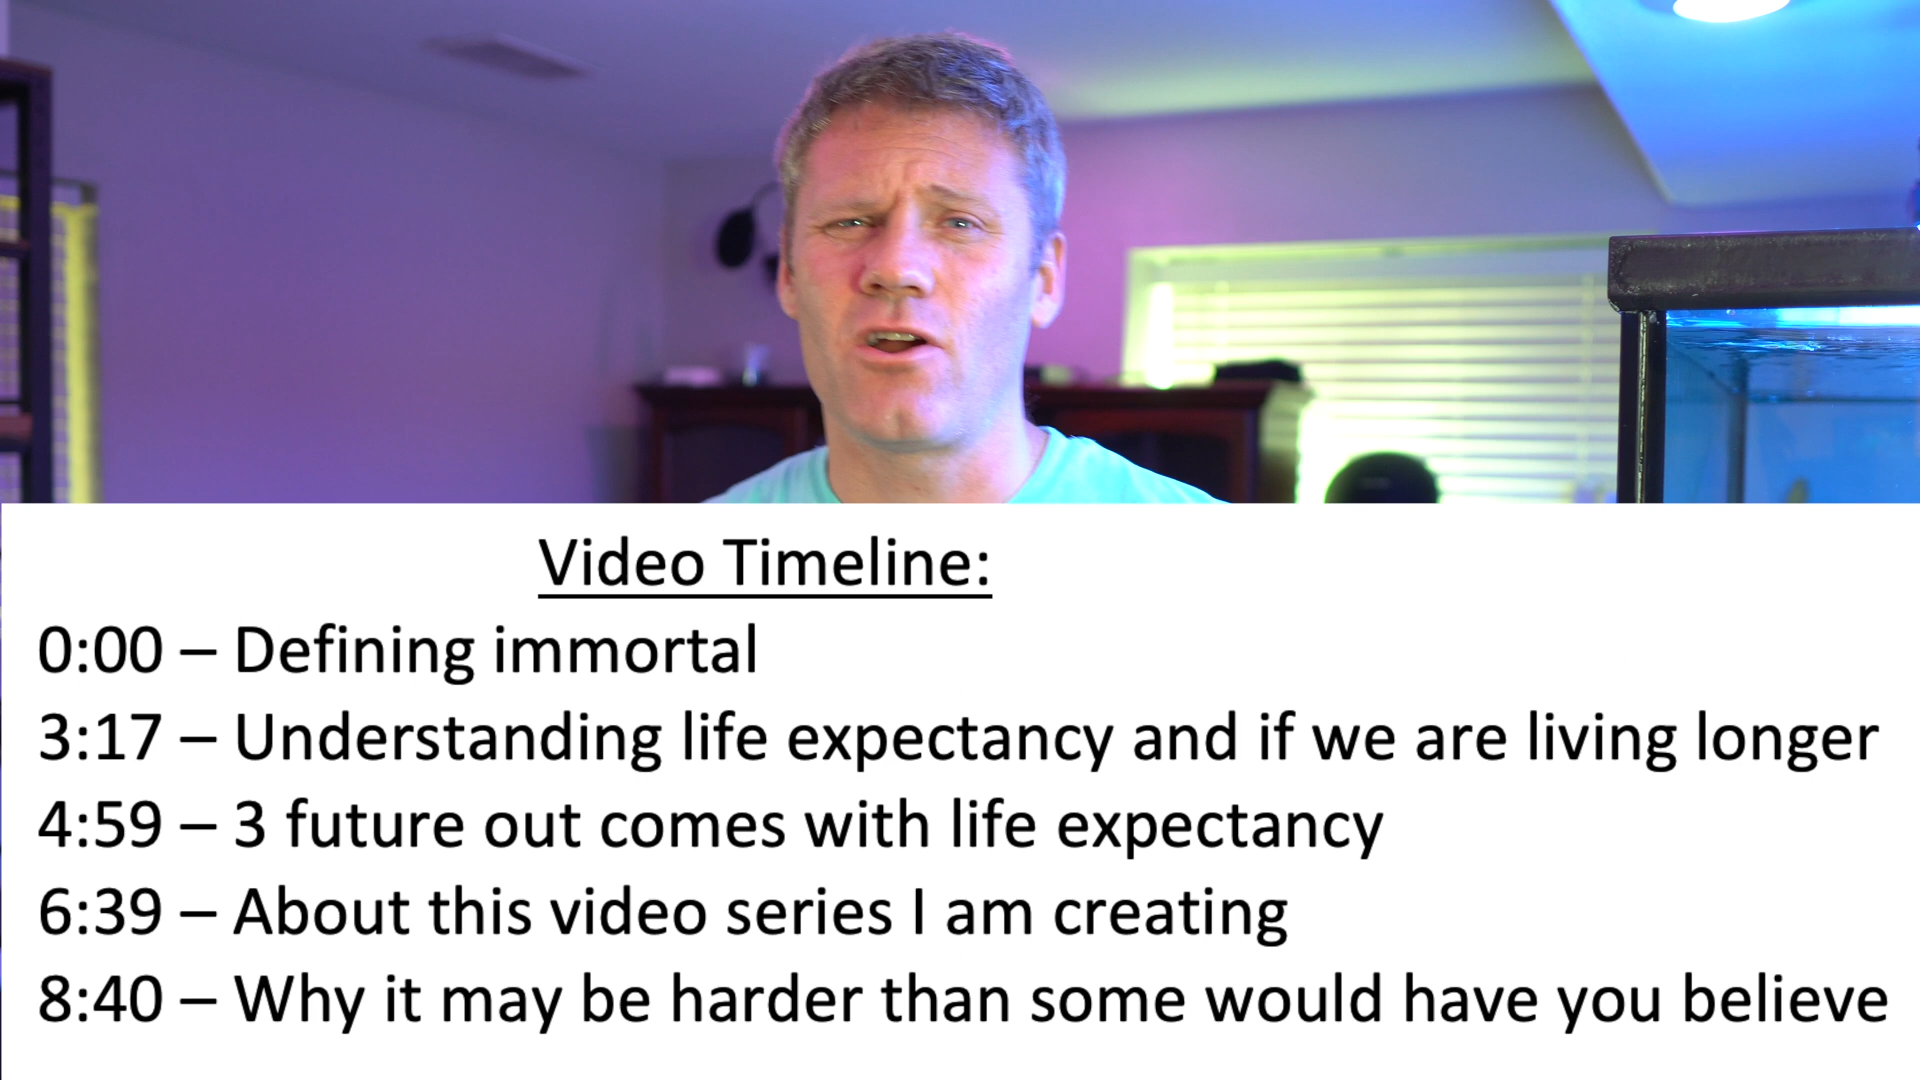 Video Timeline:
0:00 – Defining immortal
3:17 – Understanding life expectancy and if we are living longer
4:59 – 3 future out comes with life expectancy
6:39 – About this video series I am creating
8:40 – Why it may be harder than some would have you believe